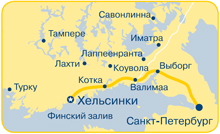 Савонлинна
Тампере
Иматра
Лаппеенранта
Лахти
Коувола
Выборг
Котка
Валимаа
Турку
Хельсинки
Санкт-Петербург
Финский залив